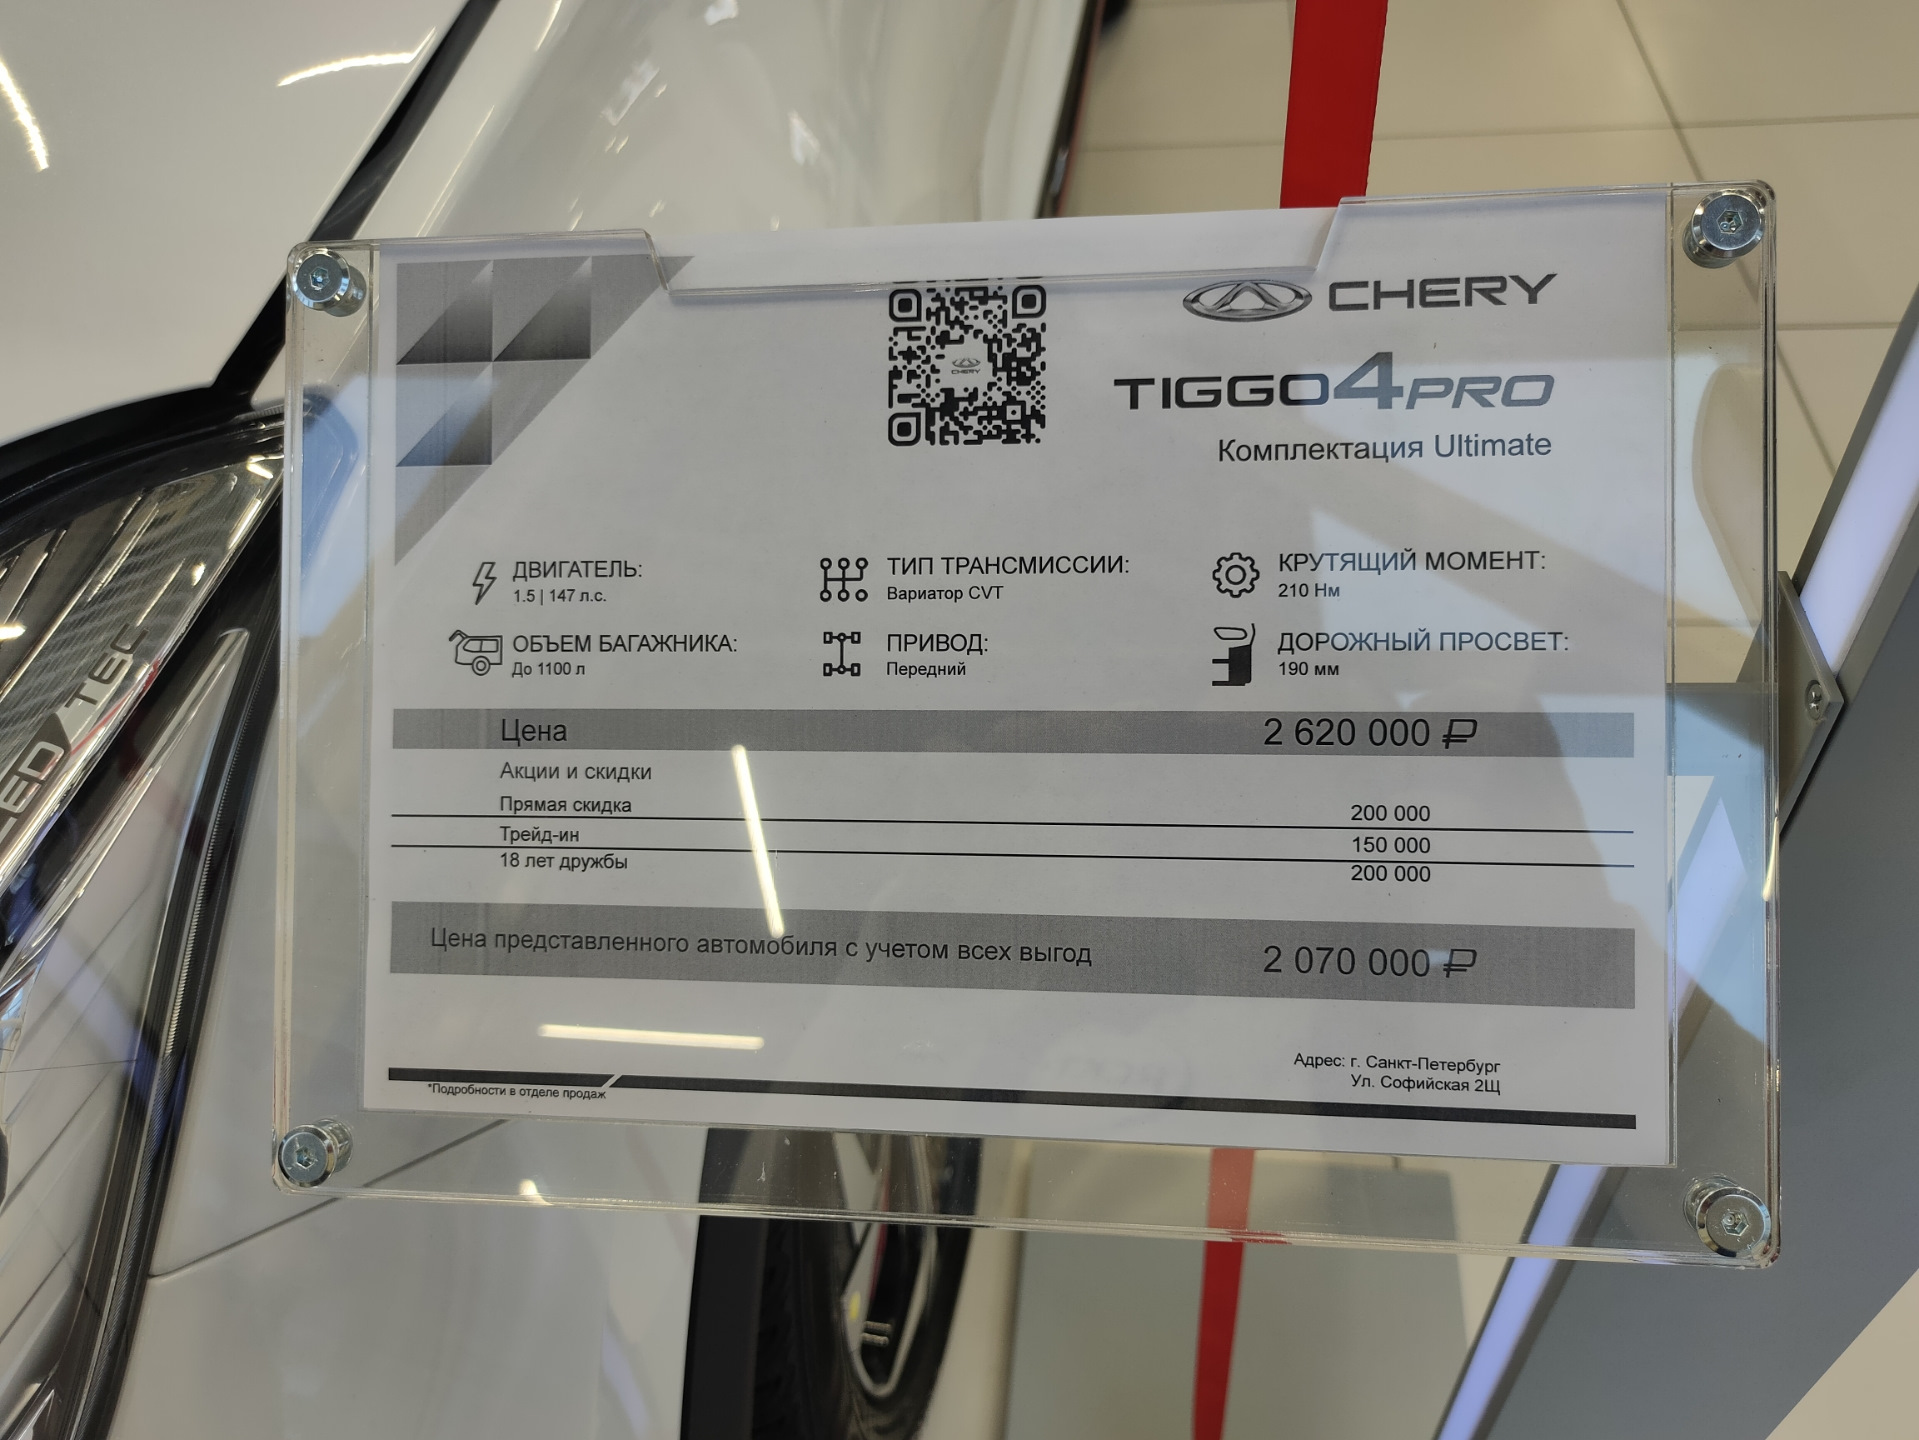 CHERY
CHERY
TIGGO4PRO
Комплектация Ultimate
ДВИГАТЕЛЬ:
1.5 | 147 л.с.
ТИП ТРАНСМИССИИ:
Вариатор CVT
КРУТЯЩИЙ МОМЕНТ:
210 Нм
ОБЪЕМ БАГАЖНИКА:
До 1100 л
ПРИВОД:
Передний
ДОРОЖНЫЙ ПРОСВЕТ:
190 мм
Цена 2 620 000 ₽
Акции и скидки
Прямая скидка 200 000
Трейд-ин 150 000
18 лет дружбы 200 000
Цена представленного автомобиля с учетом всех выгод 2 070 000 ₽
Адрес: г. Санкт-Петербург
Ул. Софийская 2Щ
*Подробности в отделе продаж
LED TEC